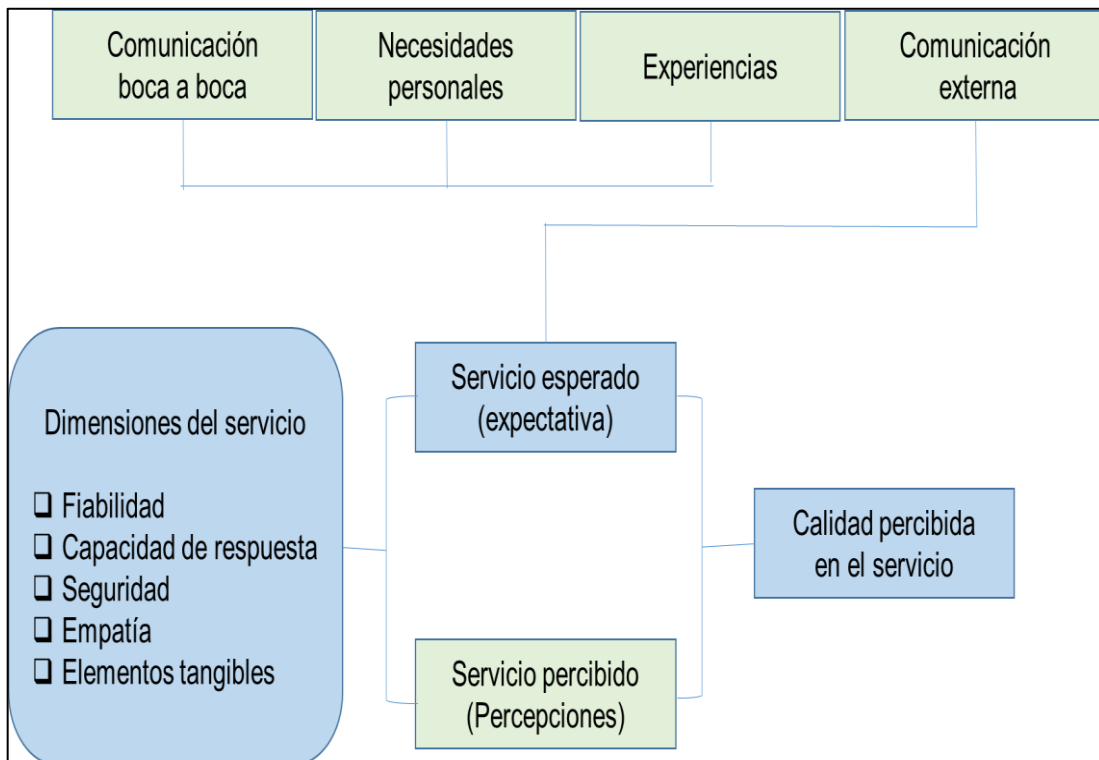 Comunicación
boca a boca
Necesidades
personales
Experiencias
Comunicación
externa
Dimensiones del servicio
❑ Fiabilidad
❑ Capacidad de respuesta
❑ Seguridad
❑ Empatía
❑ Elementos tangibles
Servicio esperado
(expectativa)
Servicio percibido
(Percepciones)
Calidad percibida
en el servicio